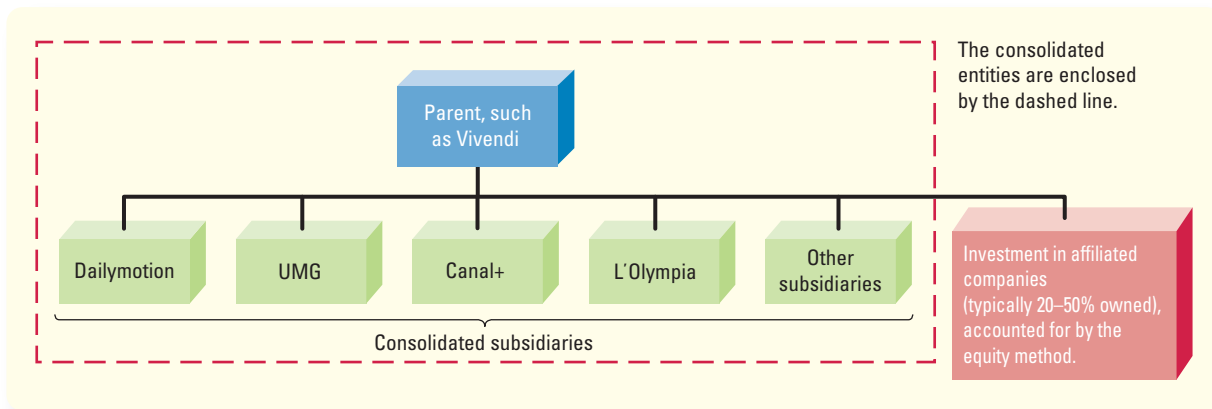 The consolidated
entities are enclosed
by the dashed line.
Parent, such
as Vivendi
Dailymotion
UMG
Canal+
L'Olympia
Other
subsidiaries
Investment in affiliated
companies
(typically 20–50% owned),
accounted for by the
equity method.
Consolidated subsidiaries